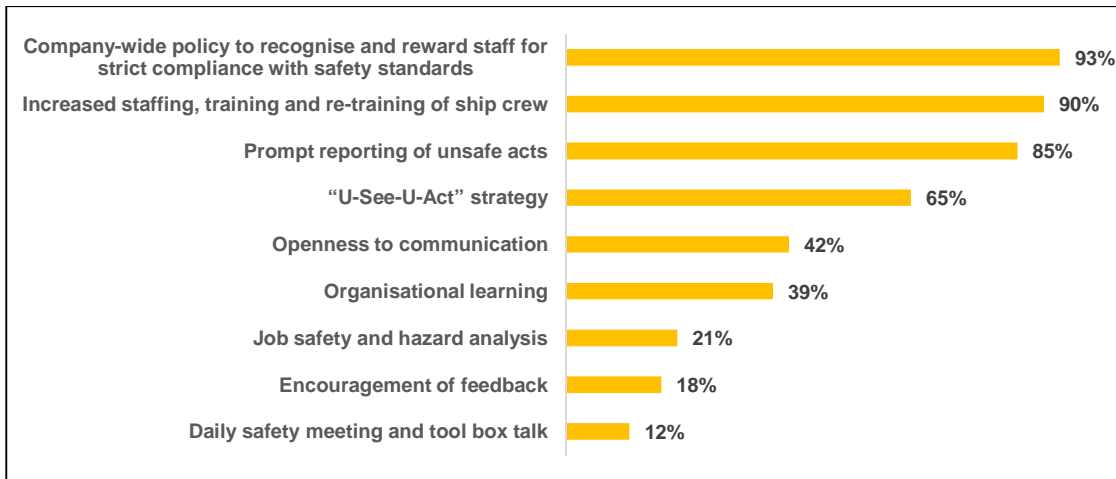 Company-wide policy to recognise and reward staff for
strict compliance with safety standards
93%
Increased staffing, training and re-training of ship crew
90%
Prompt reporting of unsafe acts
85%
“U-See-U-Act” strategy
65%
Openness to communication
42%
Organisational learning
39%
Job safety and hazard analysis
21%
Encouragement of feedback
18%
Daily safety meeting and tool box talk
12%